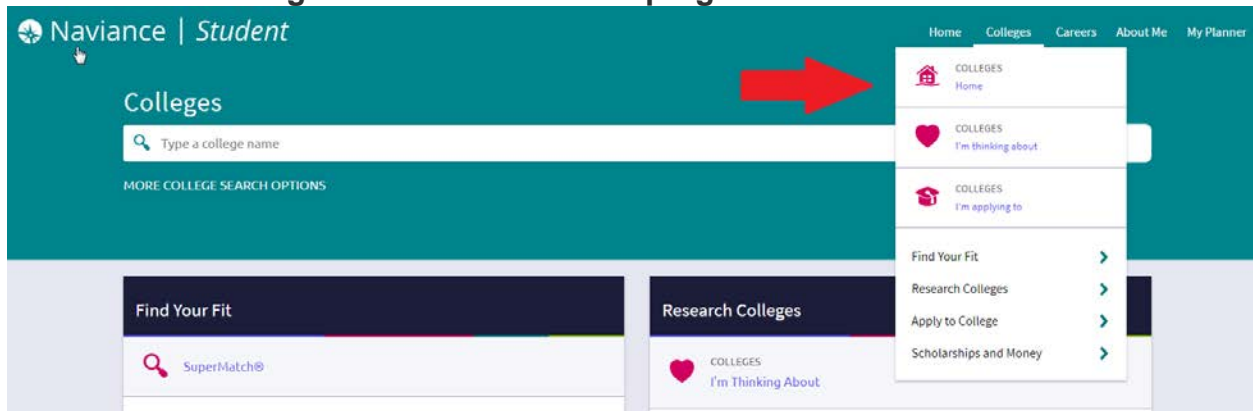 Naviance | Student
Home Colleges Careers About Me My Planner
COLLEGES
Home
Colleges
Type a college name
COLLEGES
I'm thinking about
MORE COLLEGE SEARCH OPTIONS
COLLEGES
I'm applying to
Find Your Fit
Research Colleges
Apply to College
Scholarships and Money
Find Your Fit
SuperMatch®
Research Colleges
COLLEGES
I'm Thinking About